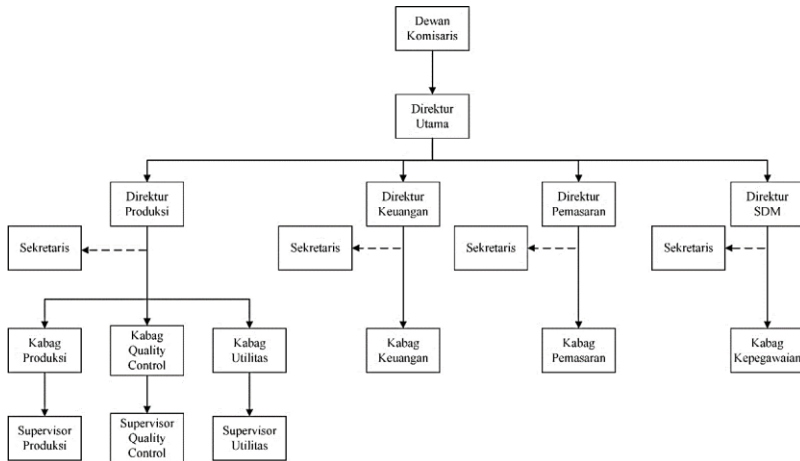 Dewan
Komisaris
Direktur
Utama
Direktur
Produksi
Direktur
Keuangan
Direktur
Pemasaran
Direktur
SDM
Sekretaris
Sekretaris
Sekretaris
Sekretaris
Kabag
Produksi
Kabag
Quality
Control
Kabag
Utilitas
Kabag
Keuangan
Kabag
Pemasaran
Kabag
Kepegawaian
Supervisor
Produksi
Supervisor
Quality
Control
Supervisor
Utilitas